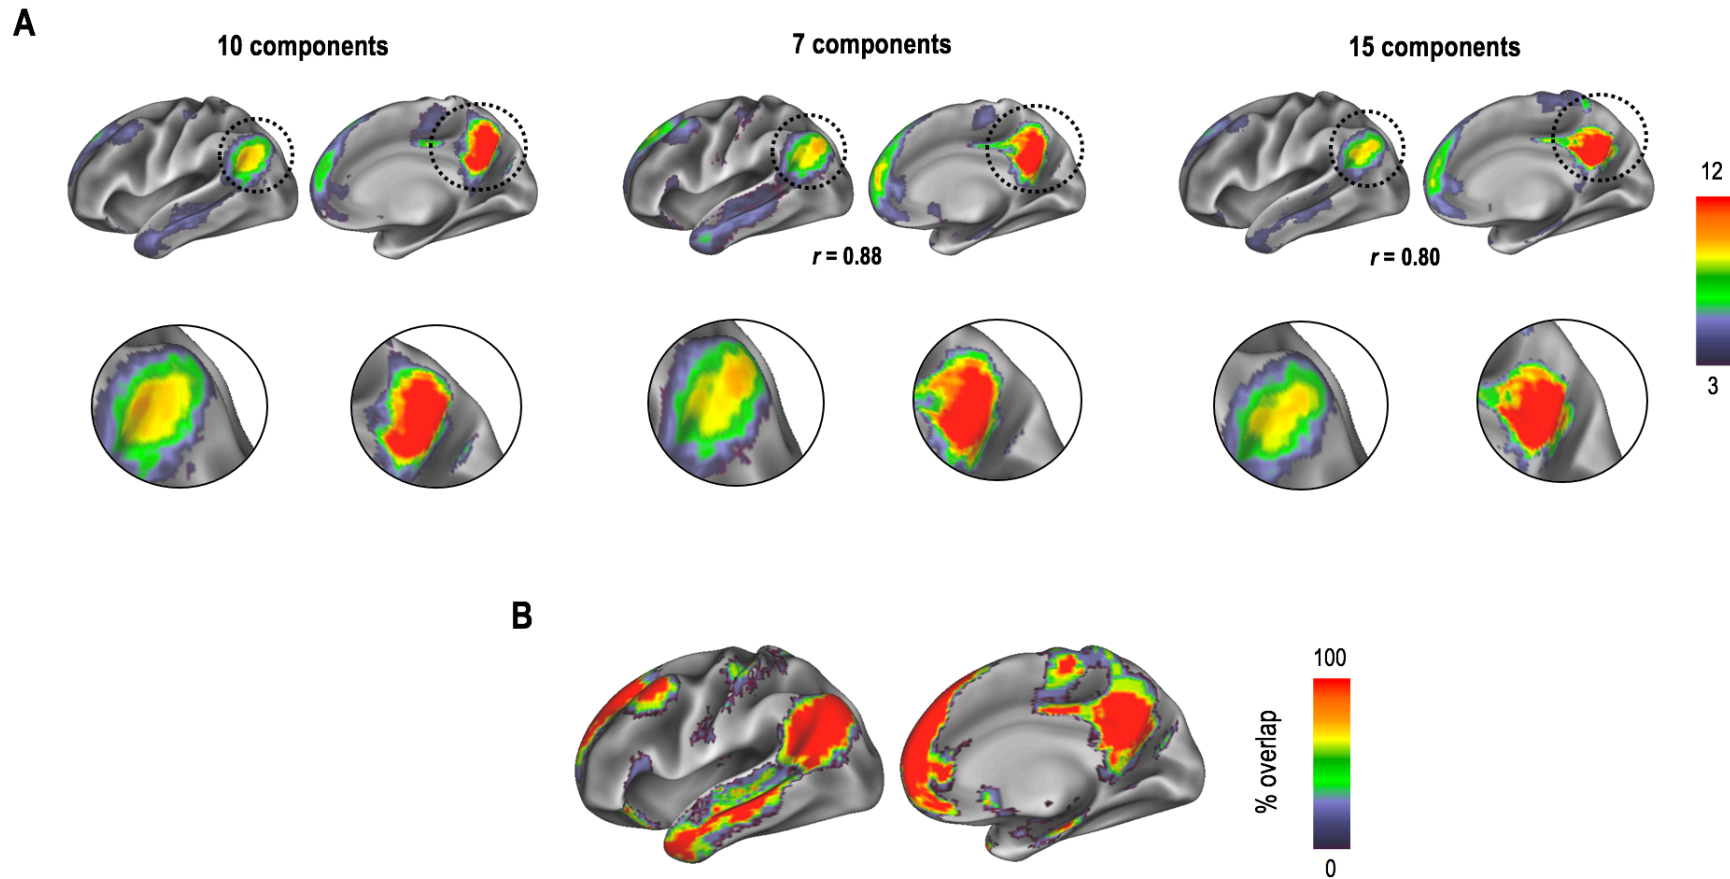 A
10 components
7 components
15 components
12
r = 0.88
r = 0.80
3
B
100
% overlap
0